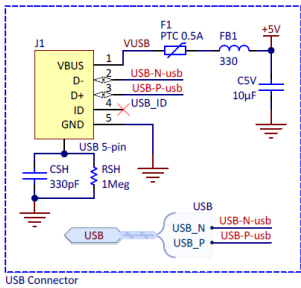 F1
PTC 0.5A
FB1
330
+5V
J1
VBUS 1 VUSB
D- 2 USB-N-usb
D+ 3 USB-P-usb
ID 4 USB_ID
GND 5
C5V
10µF
USB 5-pin
CSH
330pF
RSH
1Meg
USB
USB
USB_N USB-N-usb
USB_P USB-P-usb
USB Connector